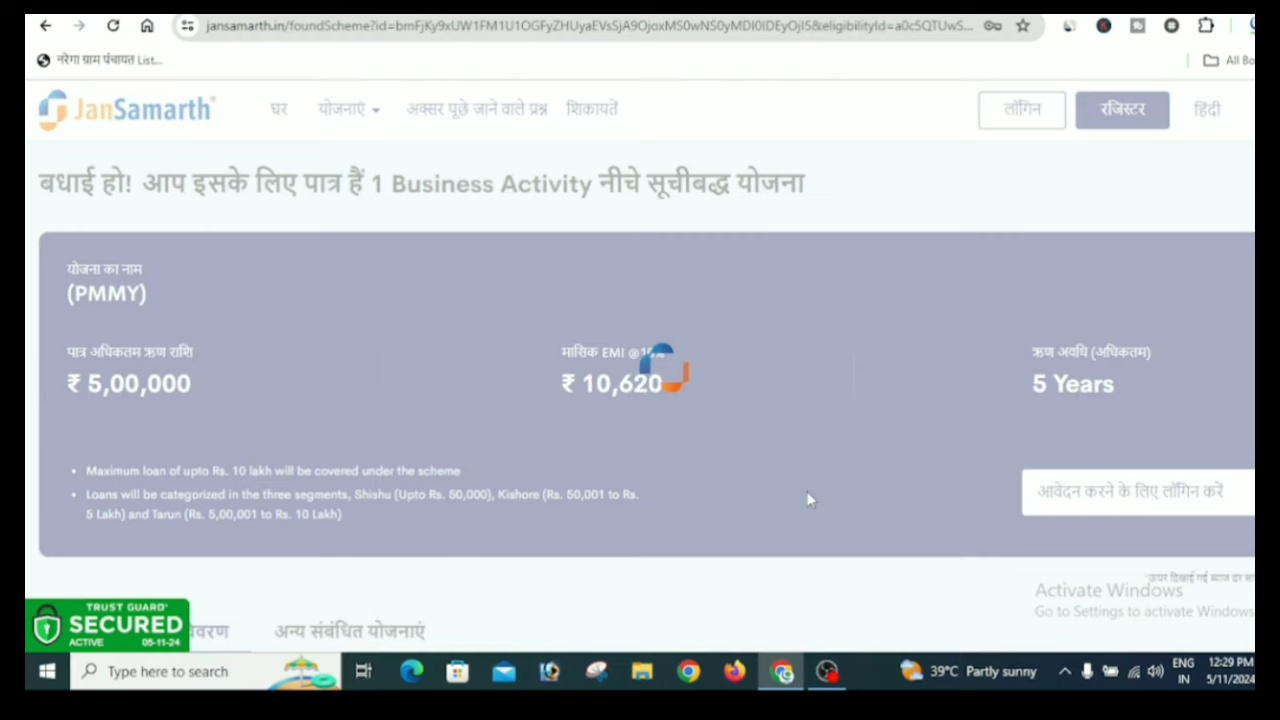 jansamarth.in/foundScheme?id=bmFjKy9xUW1FM1U1OGFyZHUyaEVsSjA9OjoxMS0wNS0yMDI0IDEyOjI5&eligibilityId=a0c5QTUwS...
नरेगा ग्राम पंचायत List...
All Bo
JanSamarth
घर योजनाएं अक्सर पूछे जाने वाले प्रश्न शिकायतें लॉगिन रजिस्टर हिंदी
बधाई हो! आप इसके लिए पात्र हैं 1 Business Activity नीचे सूचीबद्ध योजना
योजना का नाम
(PMMY)
पात्र अधिकतम ऋण राशि मासिक EMI ऋण अवधि (अधिकतम)
₹ 5,00,000 ₹ 10,620 5 Years
• Maximum loan of upto Rs. 10 lakh will be covered under the scheme
• Loans will be categorized in the three segments, Shishu (Upto Rs. 50,000), Kishore (Rs. 50,001 to Rs.
5 Lakh) and Tarun (Rs. 5,00,001 to Rs. 10 Lakh)
आवेदन करने के लिए लॉगिन करें
Activate Windows
Go to Settings to activate Windows
TRUST GUARD
SECURED
ACTIVE 05-11-24
अन्य संबंधित योजनाएं
Type here to search
39°C Partly sunny
ENG 12:29 PM
IN 5/11/2024